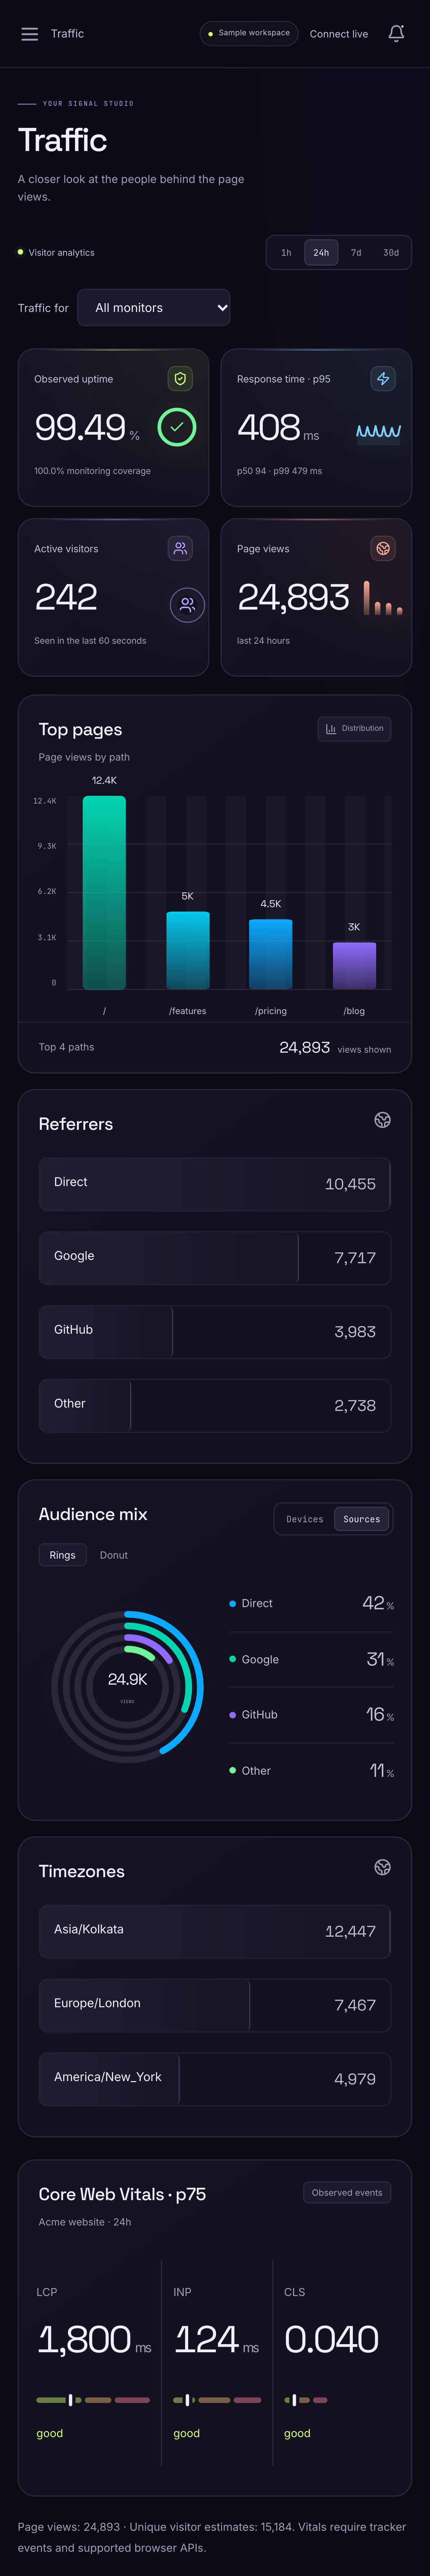 Traffic
Sample workspace
Connect live
YOUR SIGNAL STUDIO
Traffic
A closer look at the people behind the page
views.
Visitor analytics
1h 24h 7d 30d
Traffic for All monitors
Observed uptime
99.49 %
100.0% monitoring coverage
Response time · p95
408 ms
p50 94 · p99 479 ms
Active visitors
242
Seen in the last 60 seconds
Page views
24,893
last 24 hours
Top pages
Distribution
Page views by path
12.4K
12.4K
9.3K
6.2K
5K
4.5K
3.1K
3K
0
/ /features /pricing /blog
Top 4 paths 24,893 views shown
Referrers
Direct 10,455
Google 7,717
GitHub 3,983
Other 2,738
Audience mix
Devices Sources
Rings Donut
24.9K
VIEWS
Direct 42 %
Google 31 %
GitHub 16 %
Other 11 %
Timezones
Asia/Kolkata 12,447
Europe/London 7,467
America/New_York 4,979
Core Web Vitals · p75
Observed events
Acme website · 24h
LCP
1,800 ms
good
INP
124 ms
good
CLS
0.040
good
Page views: 24,893 · Unique visitor estimates: 15,184. Vitals require tracker
events and supported browser APIs.